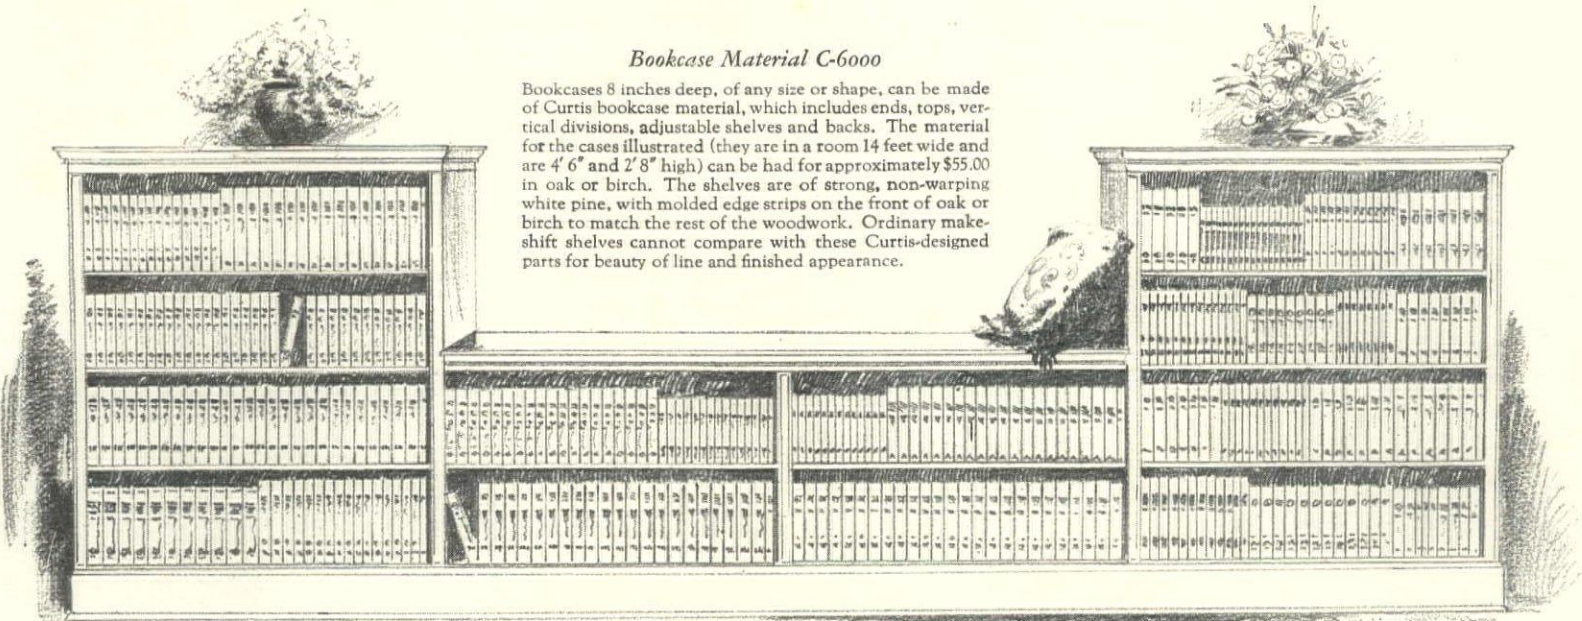 Bookcase Material C-6000
Bookcases 8 inches deep, of any size or shape, can be made
of Curtis bookcase material, which includes ends, tops, ver-
tical divisions, adjustable shelves and backs. The material
for the cases illustrated (they are in a room 14 feet wide and
are 4' 6" and 2' 8" high) can be had for approximately $55.00
in oak or birch. The shelves are of strong, non-warping
white pine, with molded edge strips on the front of oak or
birch to match the rest of the woodwork. Ordinary make-
shift shelves cannot compare with these Curtis-designed
parts for beauty of line and finished appearance.